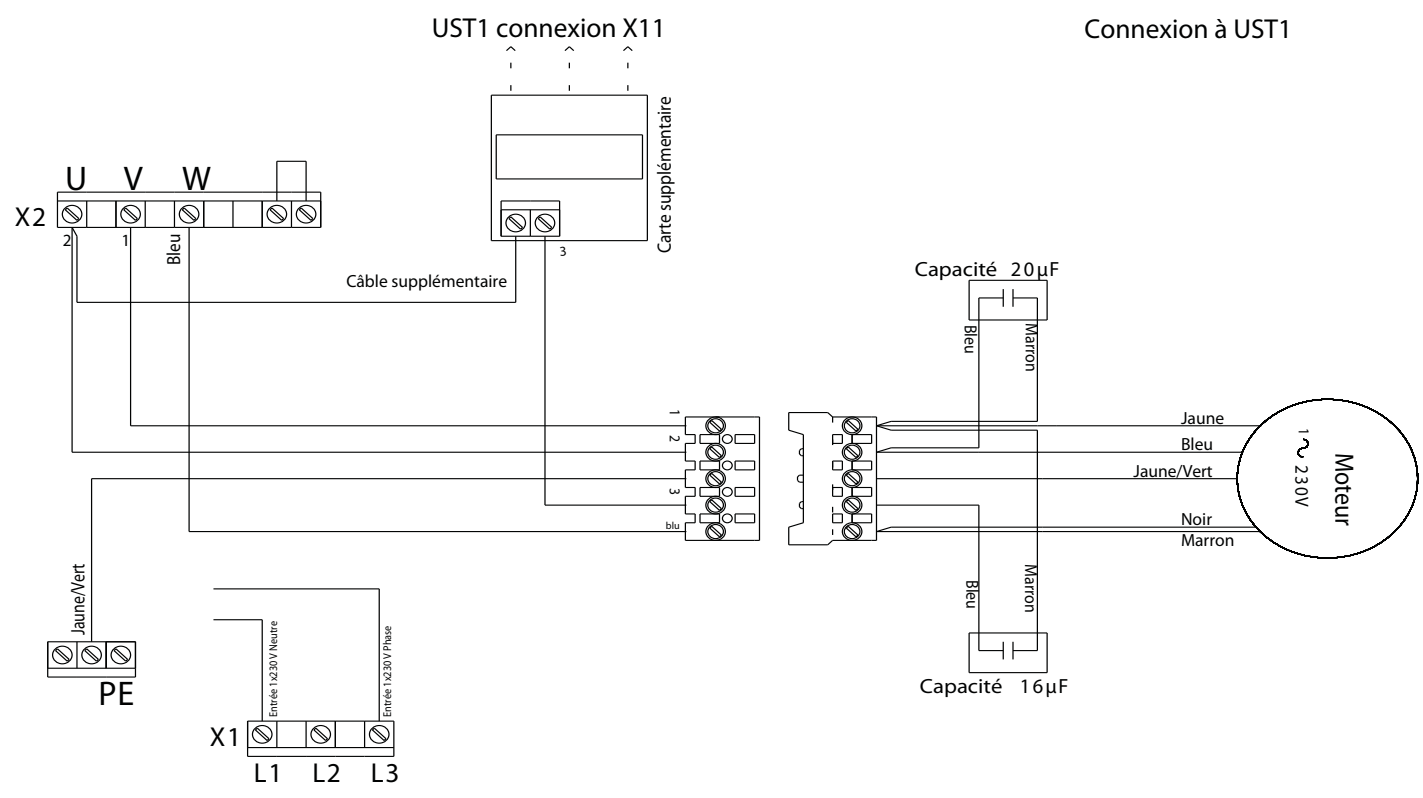 UST1 connexion X11
Connexion à UST1
Carte supplémentaire
U V W
X2
2 1 Bleu
3
Câble supplémentaire
Capacité 20µF
Bleu
Marron
1
2
3
blu
Jaune
Bleu
Jaune/Vert
Noir
Marron
Moteur
1 230V
Jaune/Vert
PE
Entrée 1x230 V Neutre
Entrée 1x230 V Phase
Bleu
Marron
Capacité 16µF
X1
L1 L2 L3